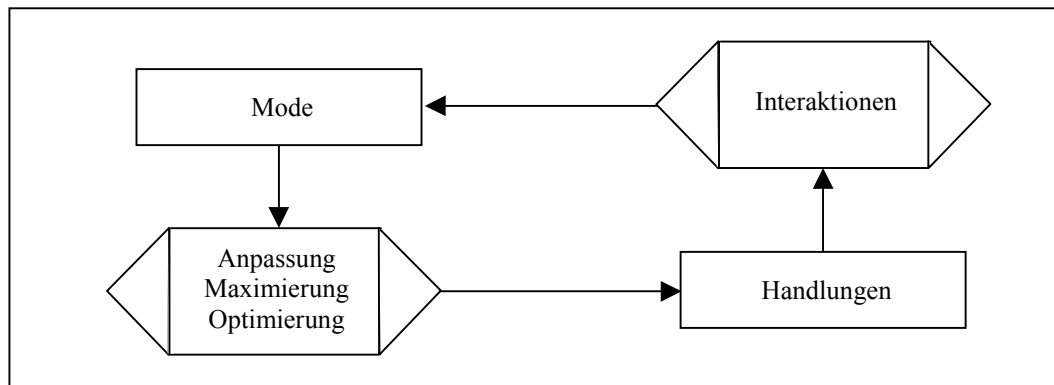 Mode
Interaktionen
Anpassung
Maximierung
Optimierung
Handlungen